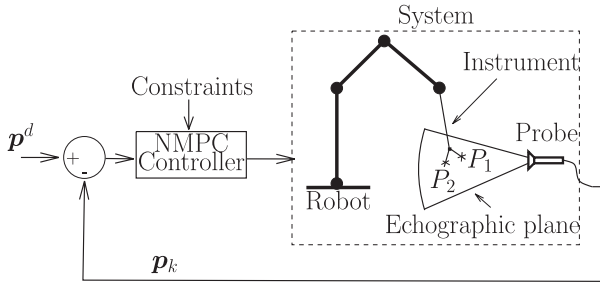 System
Constraints
Instrument
p^d
+
-
NMPC
Controller
Probe
*P_1
*
P_2
Robot
Echographic plane
p_k